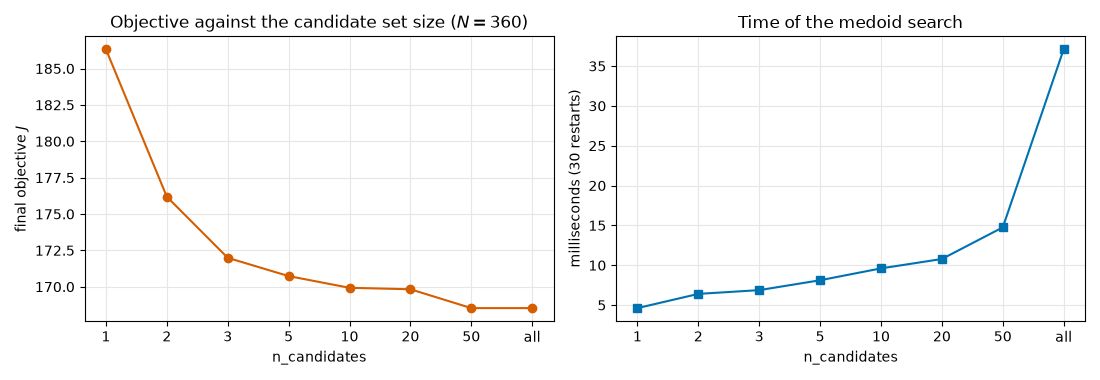 Objective against the candidate set size (N = 360)
final objective J
185.0
182.5
180.0
177.5
175.0
172.5
170.0
1 2 3 5 10 20 50 all
n_candidates
Time of the medoid search
milliseconds (30 restarts)
35
30
25
20
15
10
5
1 2 3 5 10 20 50 all
n_candidates